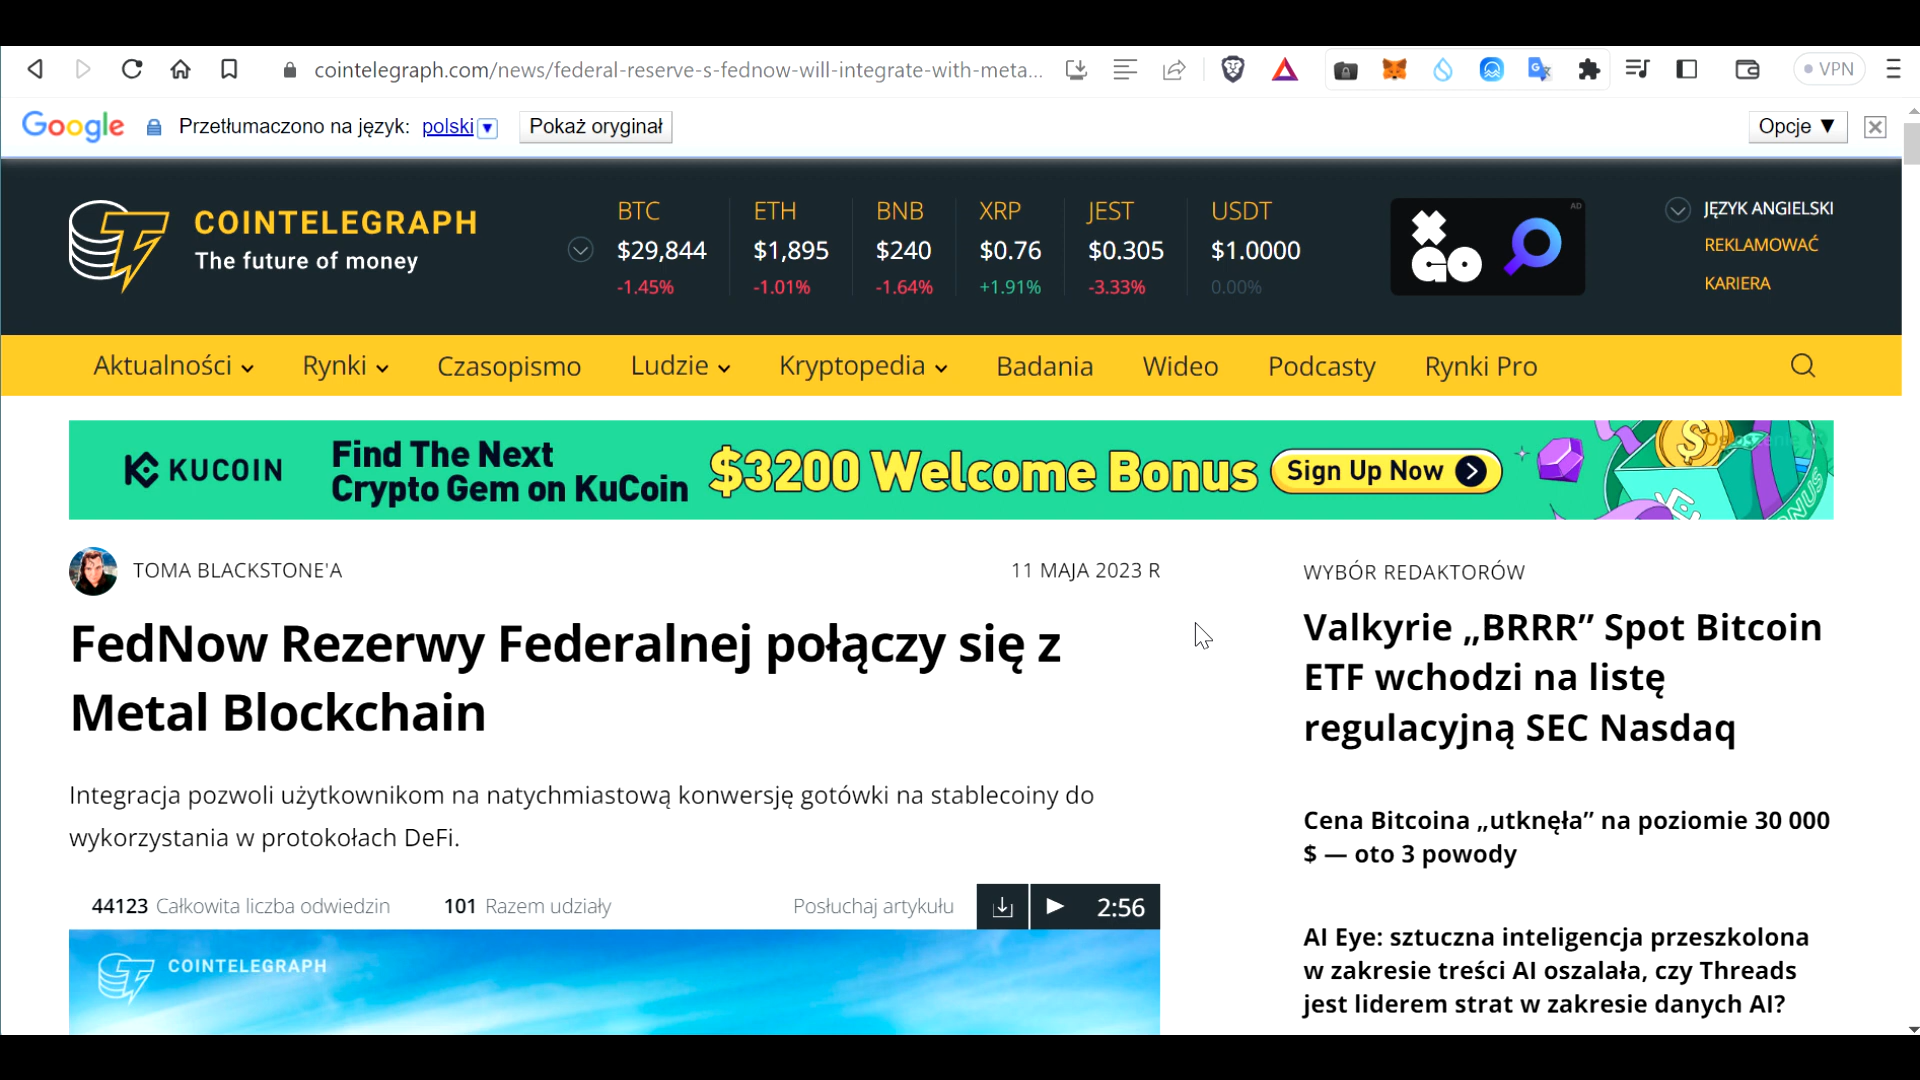 cointelegraph.com/news/federal-reserve-s-fednow-will-integrate-with-meta...
VPN
Google Przetłumaczono na język: polski Pokaż oryginał Opcje ▼
COINTELEGRAPH
The future of money
BTC ETH BNB XRP JEST USDT
$29,844 $1,895 $240 $0.76 $0.305 $1.0000
-1.45% -1.01% -1.64% +1.91% -3.33% 0.00%
XGO
AD
JĘZYK ANGIELSKI
REKLAMOWAĆ
KARIERA
Aktualności Rynki Czasopismo Ludzie Kryptopedia Badania Wideo Podcasty Rynki Pro
KUCOIN
Find The Next
Crypto Gem on KuCoin
$3200 Welcome Bonus
Sign Up Now
BONUS
TOMA BLACKSTONE'A 11 MAJA 2023 R
FedNow Rezerwy Federalnej połączy się z
Metal Blockchain
Integracja pozwoli użytkownikom na natychmiastową konwersję gotówki na stablecoiny do
wykorzystania w protokołach DeFi.
44123 Całkowita liczba odwiedzin 101 Razem udziały Posłuchaj artykułu 2:56
COINTELEGRAPH
WYBÓR REDAKTORÓW
Valkyrie „BRRR” Spot Bitcoin
ETF wchodzi na listę
regulacyjną SEC Nasdaq
Cena Bitcoina „utknęła” na poziomie 30 000
$ — oto 3 powody
AI Eye: sztuczna inteligencja przeszkolona
w zakresie treści AI oszalała, czy Threads
jest liderem strat w zakresie danych AI?